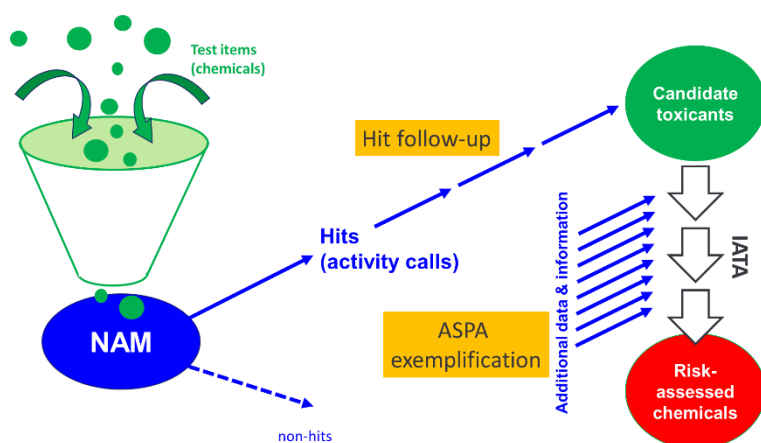 Test items
(chemicals)
Candidate
toxicants
Hit follow-up
Hits
(activity calls)
Additional data & information
IATA
NAM
ASPA
exemplification
Risk-
assessed
chemicals
non-hits